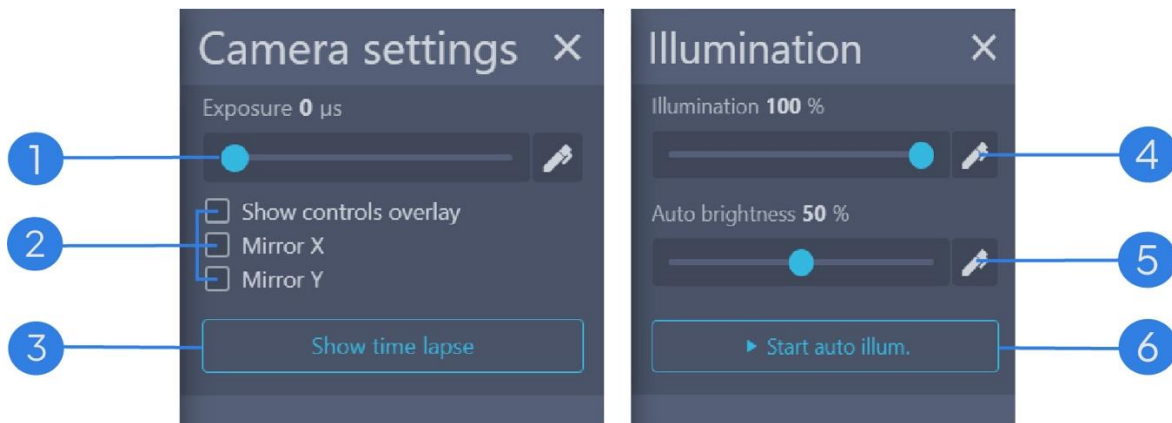 Camera settings
Exposure 0 µs
1
Show controls overlay
2
Mirror X
Mirror Y
3
Show time lapse
Illumination
Illumination 100 %
4
Auto brightness 50 %
5
Start auto illum.
6